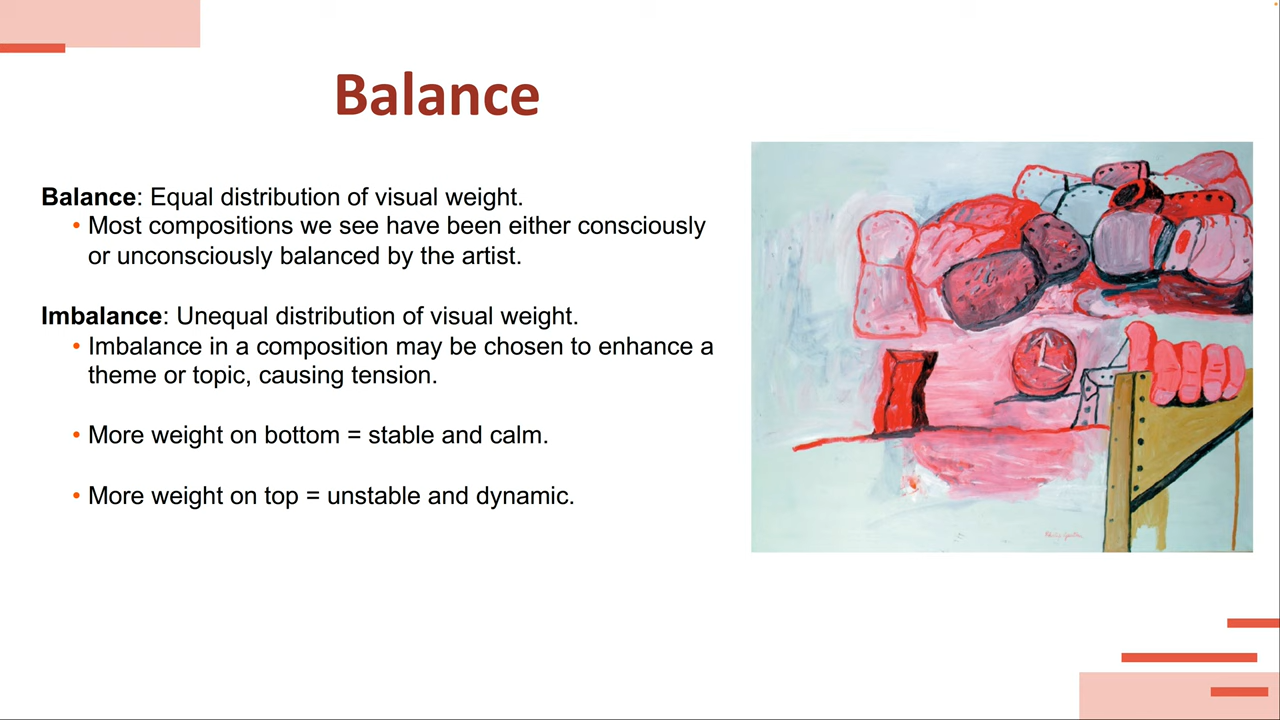 Balance
Balance: Equal distribution of visual weight.
• Most compositions we see have been either consciously
or unconsciously balanced by the artist.
Imbalance: Unequal distribution of visual weight.
• Imbalance in a composition may be chosen to enhance a
theme or topic, causing tension.
• More weight on bottom = stable and calm.
• More weight on top = unstable and dynamic.
Philip Guston